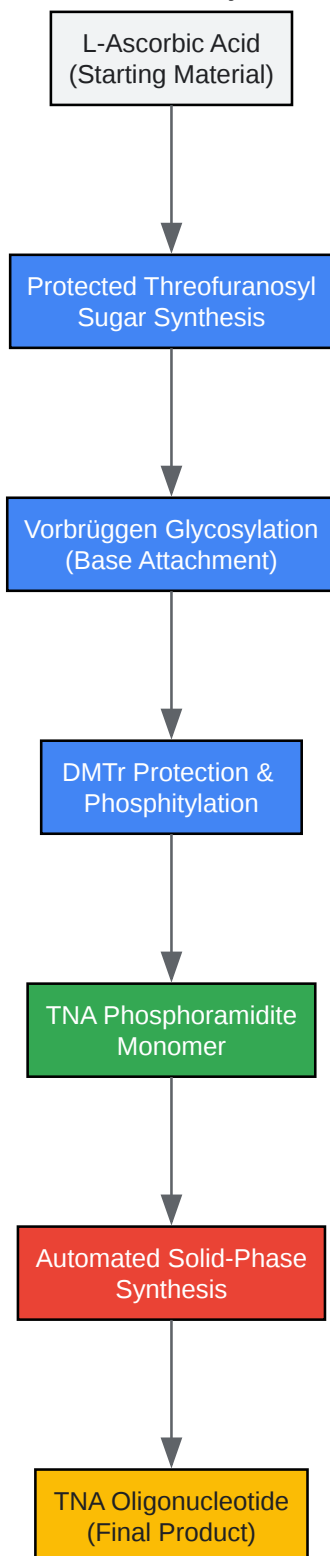 L-Ascorbic Acid
(Starting Material)
Protected Threofuranosyl
Sugar Synthesis
Vorbrüggen Glycosylation
(Base Attachment)
DMTr Protection &
Phosphitylation
TNA Phosphoramidite
Monomer
Automated Solid-Phase
Synthesis
TNA Oligonucleotide
(Final Product)